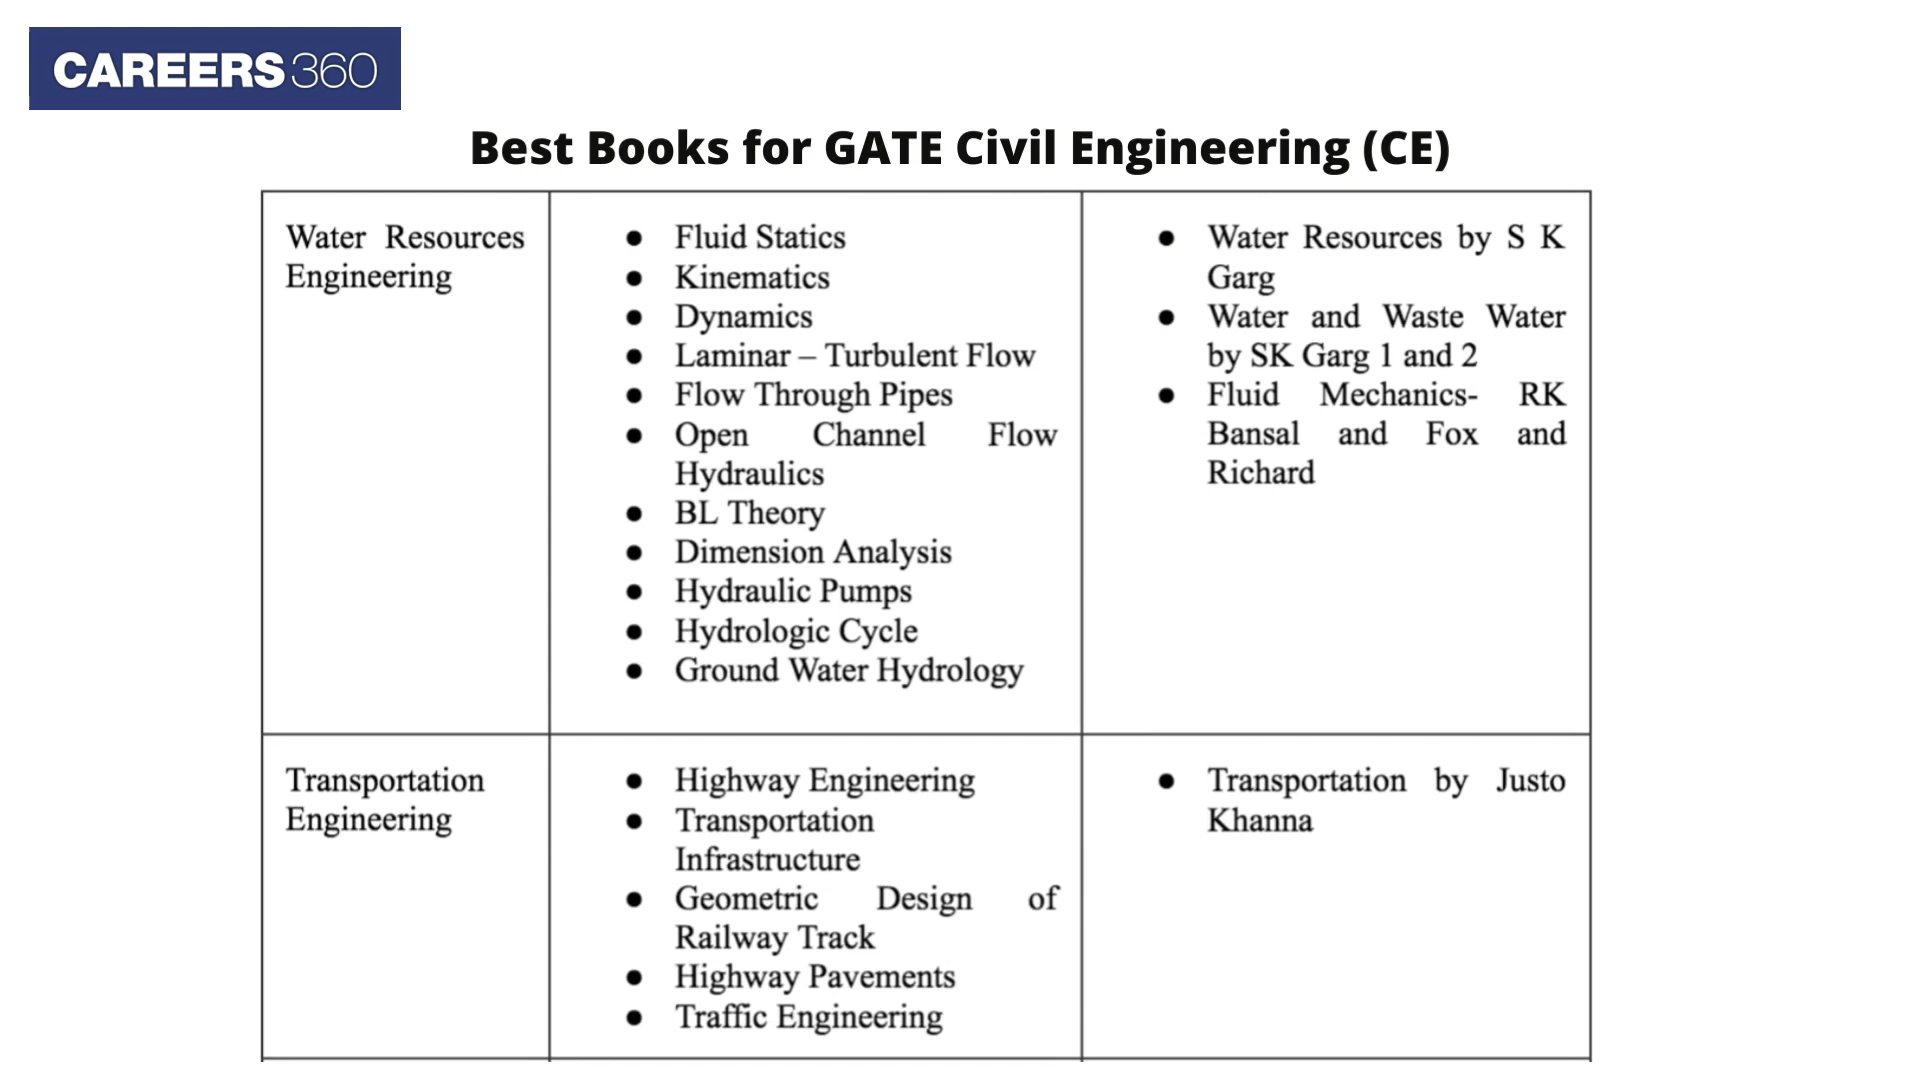 CAREERS360
Best Books for GATE Civil Engineering (CE)
Water Resources
Engineering
● Fluid Statics
● Kinematics
● Dynamics
● Laminar – Turbulent Flow
● Flow Through Pipes
● Open Channel Flow
Hydraulics
● BL Theory
● Dimension Analysis
● Hydraulic Pumps
● Hydrologic Cycle
● Ground Water Hydrology
● Water Resources by S K
Garg
● Water and Waste Water
by SK Garg 1 and 2
● Fluid Mechanics- RK
Bansal and Fox and
Richard
Transportation
Engineering
● Highway Engineering
● Transportation
Infrastructure
● Geometric Design of
Railway Track
● Highway Pavements
● Traffic Engineering
● Transportation by Justo
Khanna